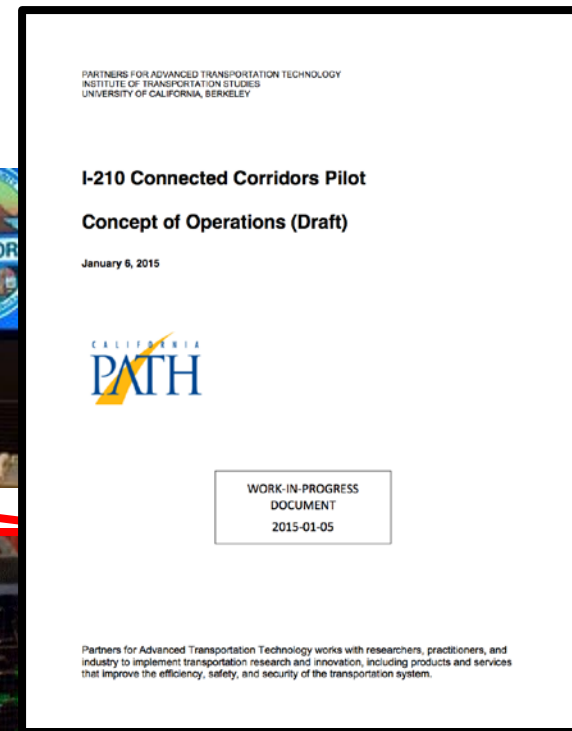 PARTNERS FOR ADVANCED TRANSPORTATION TECHNOLOGY
INSTITUTE OF TRANSPORTATION STUDIES
UNIVERSITY OF CALIFORNIA, BERKELEY
I-210 Connected Corridors Pilot
Concept of Operations (Draft)
January 6, 2015
CALIFORNIA
PATH
WORK-IN-PROGRESS
DOCUMENT
2015-01-05
Partners for Advanced Transportation Technology works with researchers, practitioners, and
industry to implement transportation research and innovation, including products and services
that improve the efficiency, safety, and security of the transportation system.